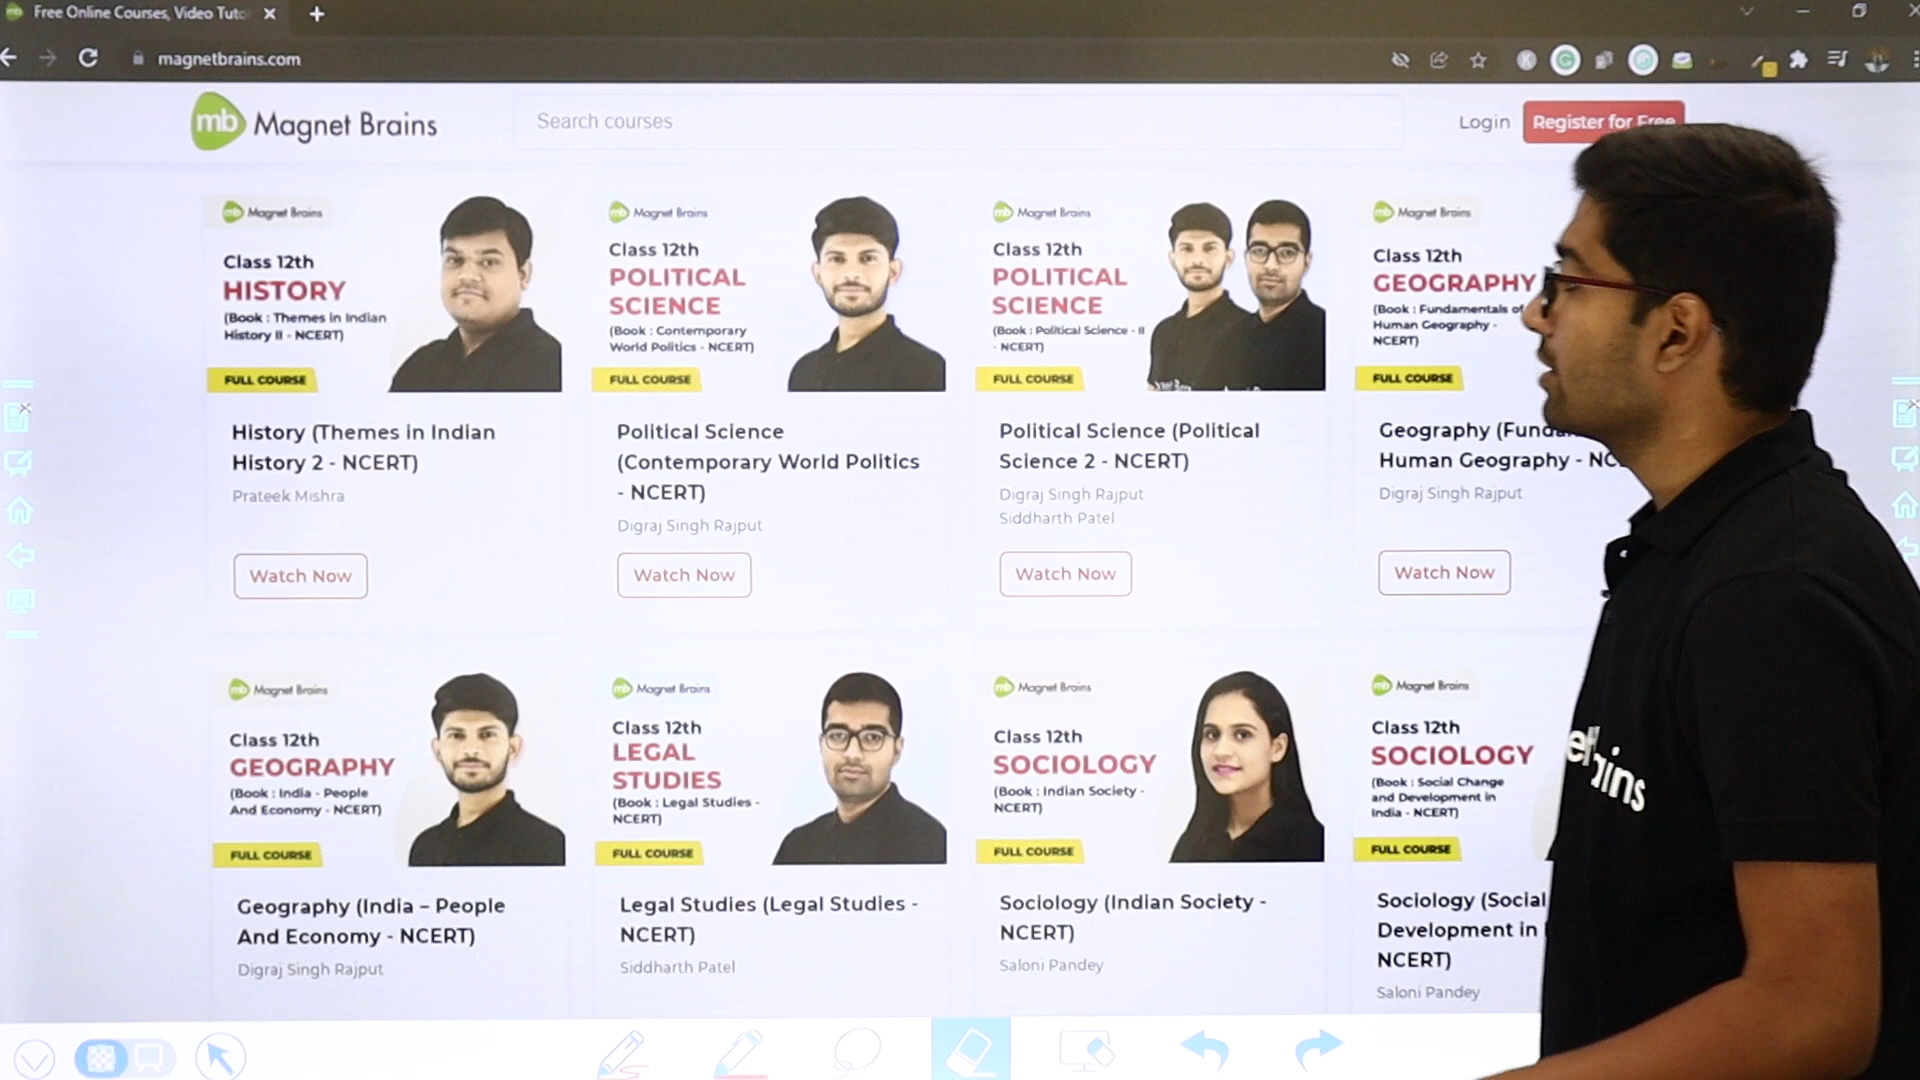 Free Online Courses, Video Tuto
magnetbrains.com
mb Magnet Brains
Search courses
Login
Register for Free
mb Magnet Brains
Class 12th
HISTORY
(Book : Themes in Indian
History II - NCERT)
FULL COURSE
History (Themes in Indian
History 2 - NCERT)
Prateek Mishra
Watch Now
mb Magnet Brains
Class 12th
POLITICAL
SCIENCE
(Book : Contemporary
World Politics - NCERT)
FULL COURSE
Political Science
(Contemporary World Politics
- NCERT)
Digraj Singh Rajput
Watch Now
mb Magnet Brains
Class 12th
POLITICAL
SCIENCE
(Book : Political Science - II
- NCERT)
FULL COURSE
Political Science (Political
Science 2 - NCERT)
Digraj Singh Rajput
Siddharth Patel
Watch Now
mb Magnet Brains
Class 12th
GEOGRAPHY
(Book : Fundamentals of
Human Geography -
NCERT)
FULL COURSE
Geography (Funda
Human Geography - NC
Digraj Singh Rajput
Watch Now
mb Magnet Brains
Class 12th
GEOGRAPHY
(Book : India - People
And Economy - NCERT)
FULL COURSE
Geography (India – People
And Economy - NCERT)
Digraj Singh Rajput
mb Magnet Brains
Class 12th
LEGAL
STUDIES
(Book : Legal Studies -
NCERT)
FULL COURSE
Legal Studies (Legal Studies -
NCERT)
Siddharth Patel
mb Magnet Brains
Class 12th
SOCIOLOGY
(Book : Indian Society -
NCERT)
FULL COURSE
Sociology (Indian Society -
NCERT)
Saloni Pandey
mb Magnet Brains
Class 12th
SOCIOLOGY
(Book : Social Change
and Development in
India - NCERT)
FULL COURSE
Sociology (Social
Development in
NCERT)
Saloni Pandey